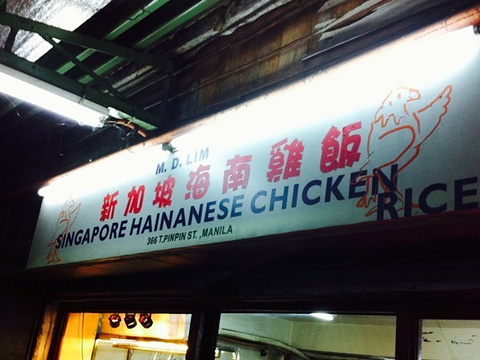 M. D. LIM
新加坡海南雞飯
SINGAPORE HAINANESE CHICKEN RICE
366 T.PINPIN ST. ,MANILA